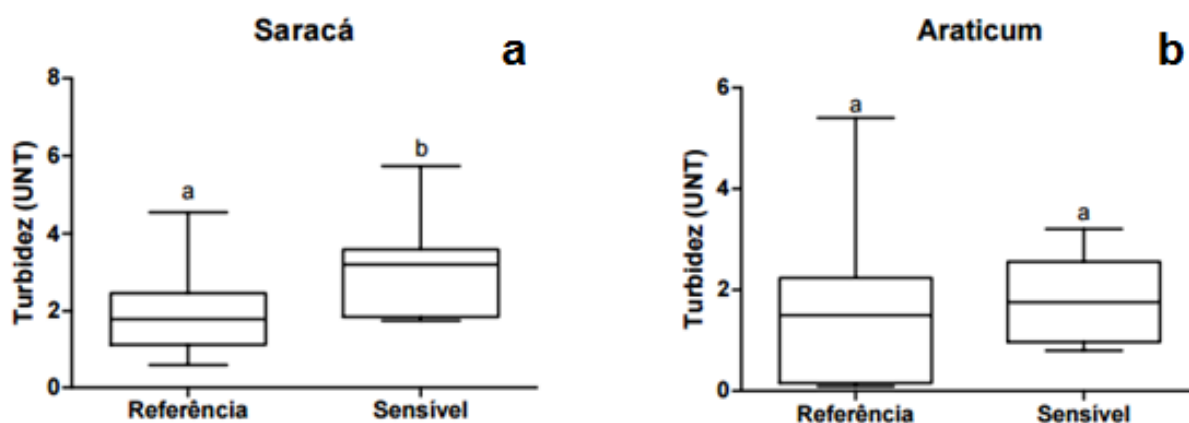 Saracá
a
8
6
4
2
0
Turbidez (UNT)
a
b
Referência
Sensível
Araticum
b
6
4
2
0
Turbidez (UNT)
a
a
Referência
Sensível